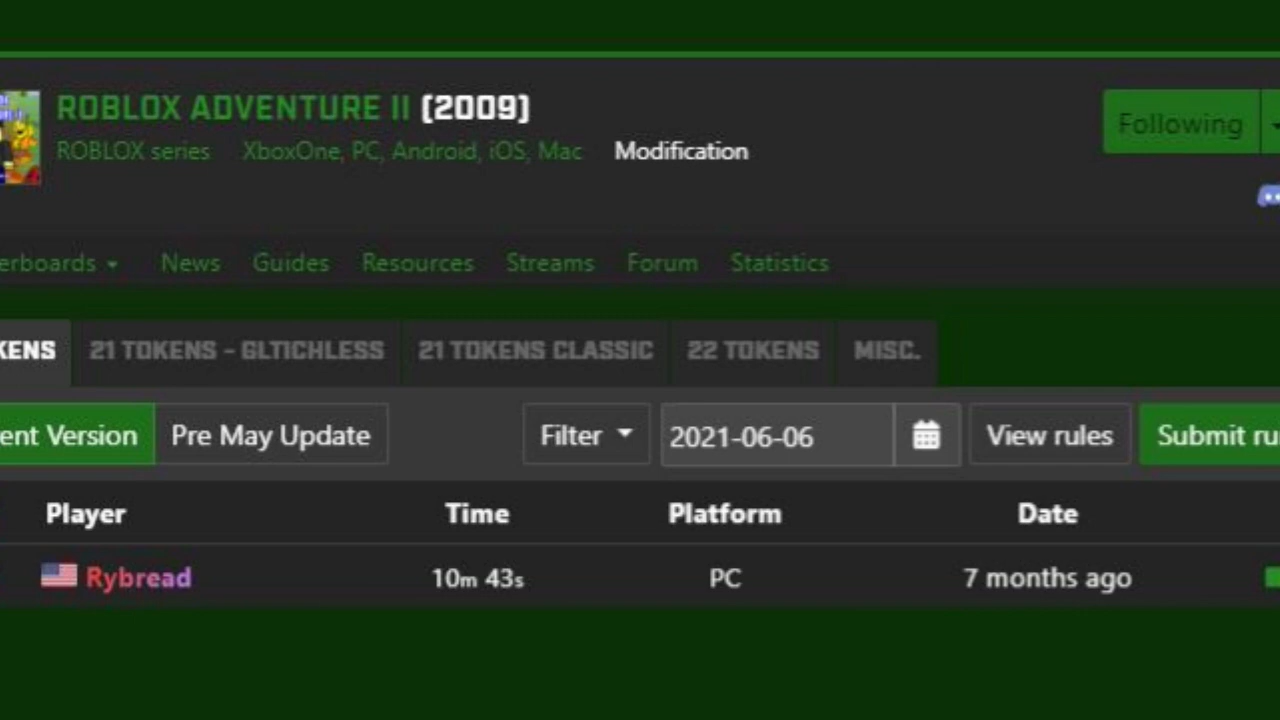 ROBLOX ADVENTURE II (2009)
ROBLOX series XboxOne, PC, Android, iOS, Mac Modification
Following
erboards News Guides Resources Streams Forum Statistics
KENS 21 TOKENS - GLTICHLESS 21 TOKENS CLASSIC 22 TOKENS MISC.
ent Version Pre May Update Filter 2021-06-06 View rules Submit ru
Player Time Platform Date
Rybread 10m 43s PC 7 months ago